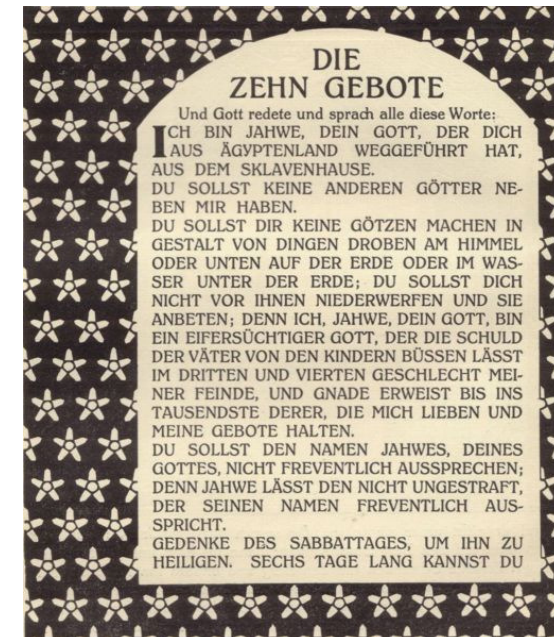 DIE
ZEHN GEBOTE
Und Gott redete und sprach alle diese Worte:
ICH BIN JAHWE, DEIN GOTT, DER DICH
AUS ÄGYPTENLAND WEGGEFÜHRT HAT,
AUS DEM SKLAVENHAUSE.
DU SOLLST KEINE ANDEREN GÖTTER NE-
BEN MIR HABEN.
DU SOLLST DIR KEINE GÖTZEN MACHEN IN
GESTALT VON DINGEN DROBEN AM HIMMEL
ODER UNTEN AUF DER ERDE ODER IM WAS-
SER UNTER DER ERDE; DU SOLLST DICH
NICHT VOR IHNEN NIEDERWERFEN UND SIE
ANBETEN; DENN ICH, JAHWE, DEIN GOTT, BIN
EIN EIFERSÜCHTIGER GOTT, DER DIE SCHULD
DER VÄTER VON DEN KINDERN BÜSSEN LÄSST
IM DRITTEN UND VIERTEN GESCHLECHT MEI-
NER FEINDE, UND GNADE ERWEIST BIS INS
TAUSENDSTE DERER, DIE MICH LIEBEN UND
MEINE GEBOTE HALTEN.
DU SOLLST DEN NAMEN JAHWES, DEINES
GOTTES, NICHT FREVENTLICH AUSSPRECHEN;
DENN JAHWE LÄSST DEN NICHT UNGESTRAFT,
DER SEINEN NAMEN FREVENTLICH AUS-
SPRICHT.
GEDENKE DES SABBATTAGES, UM IHN ZU
HEILIGEN. SECHS TAGE LANG KANNST DU